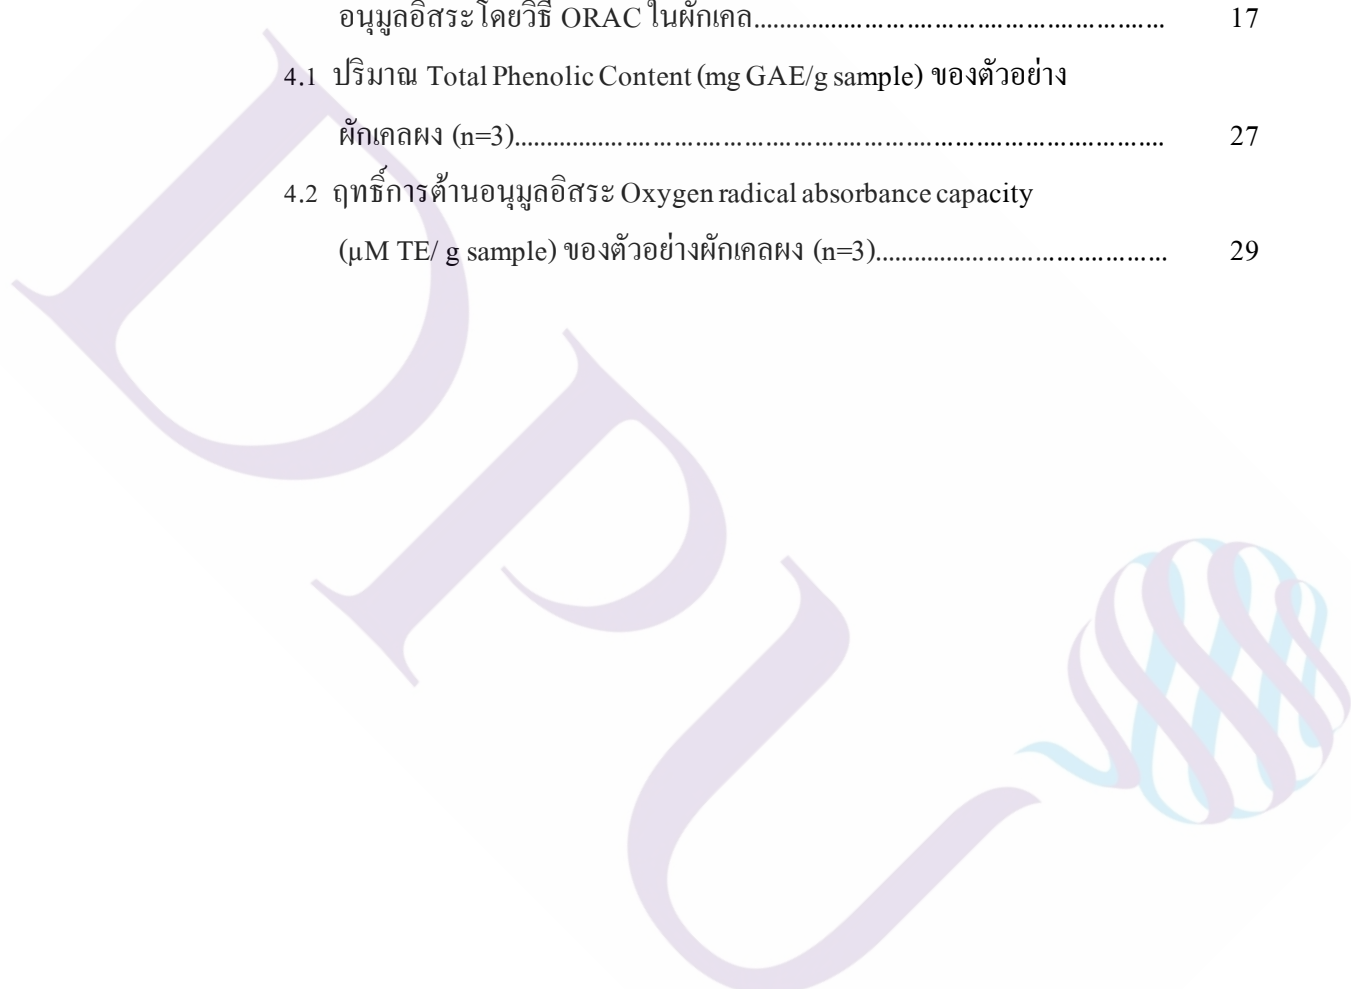 อนุมูลอิสระโดยวิธี ORAC ในผักเคล.......................................................................... 17
4.1 ปริมาณ Total Phenolic Content (mg GAE/g sample) ของตัวอย่าง
ผักเคลผง (n=3)...................................................................................................... 27
4.2 ฤทธิ์การต้านอนุมูลอิสระ Oxygen radical absorbance capacity
(µM TE/ g sample) ของตัวอย่างผักเคลผง (n=3).................................................... 29
DPU